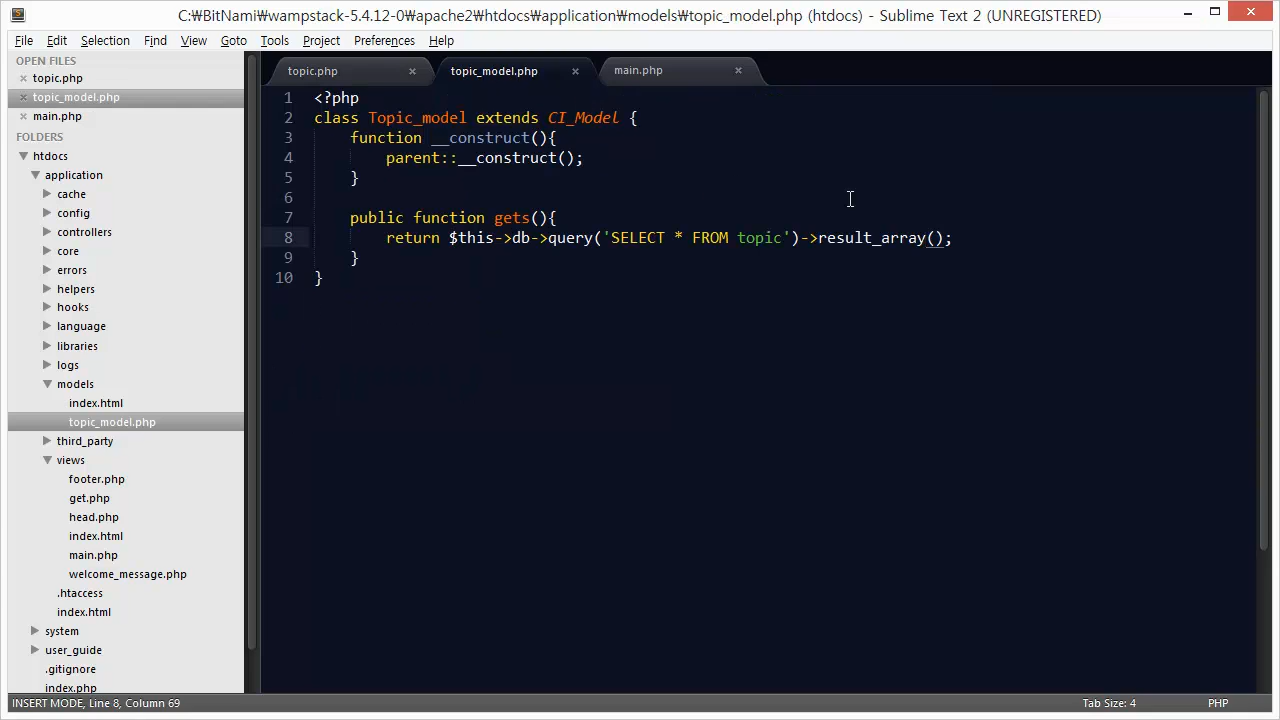 C:\BitNami\wampstack-5.4.12-0\apache2\htdocs\application\models\topic_model.php (htdocs) - Sublime Text 2 (UNREGISTERED)
File Edit Selection Find View Goto Tools Project Preferences Help
OPEN FILES
topic.php
topic_model.php
main.php
FOLDERS
htdocs
application
cache
config
controllers
core
errors
helpers
hooks
language
libraries
logs
models
index.html
topic_model.php
third_party
views
footer.php
get.php
head.php
index.html
main.php
welcome_message.php
.htaccess
index.html
system
user_guide
.gitignore
index.php
topic.php topic_model.php main.php
1 <?php
2 class Topic_model extends CI_Model {
3 function __construct(){
4 parent::__construct();
5 }
6
7 public function gets(){
8 return $this->db->query('SELECT * FROM topic')->result_array();
9 }
10 }
INSERT MODE, Line 8, Column 69 Tab Size: 4 PHP